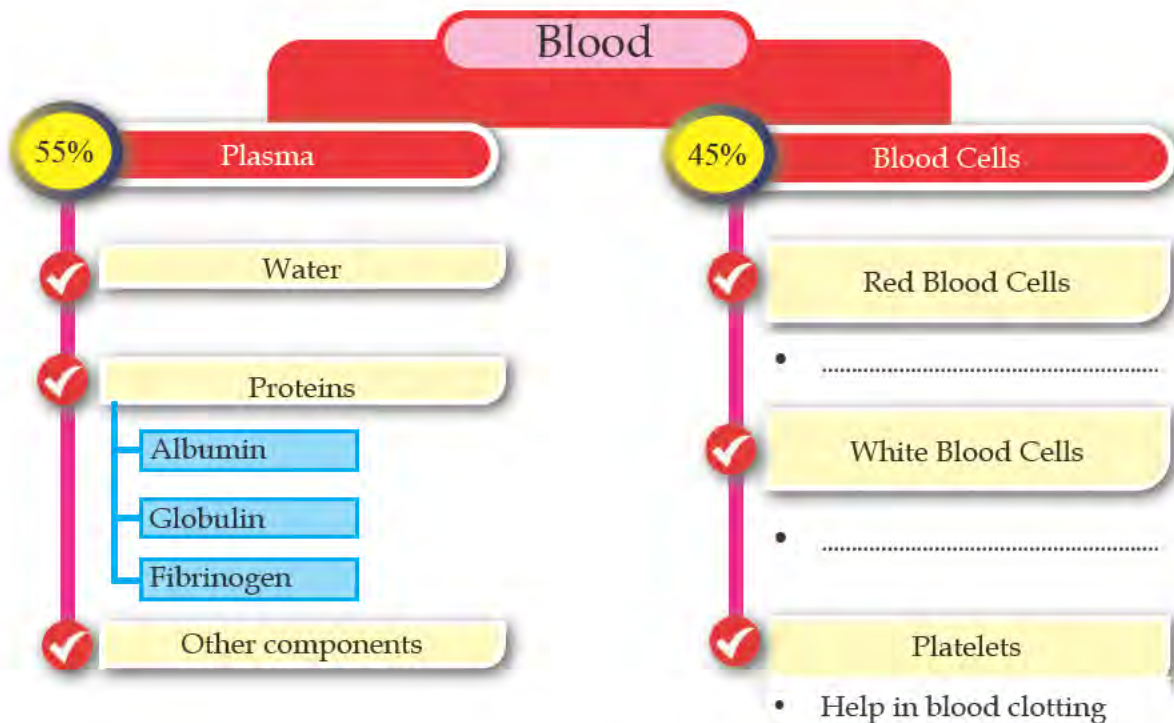 Blood
55%
Plasma
Water
Proteins
Albumin
Globulin
Fibrinogen
Other components
45%
Blood Cells
Red Blood Cells
• ......................................................
White Blood Cells
• ......................................................
Platelets
• Help in blood clotting